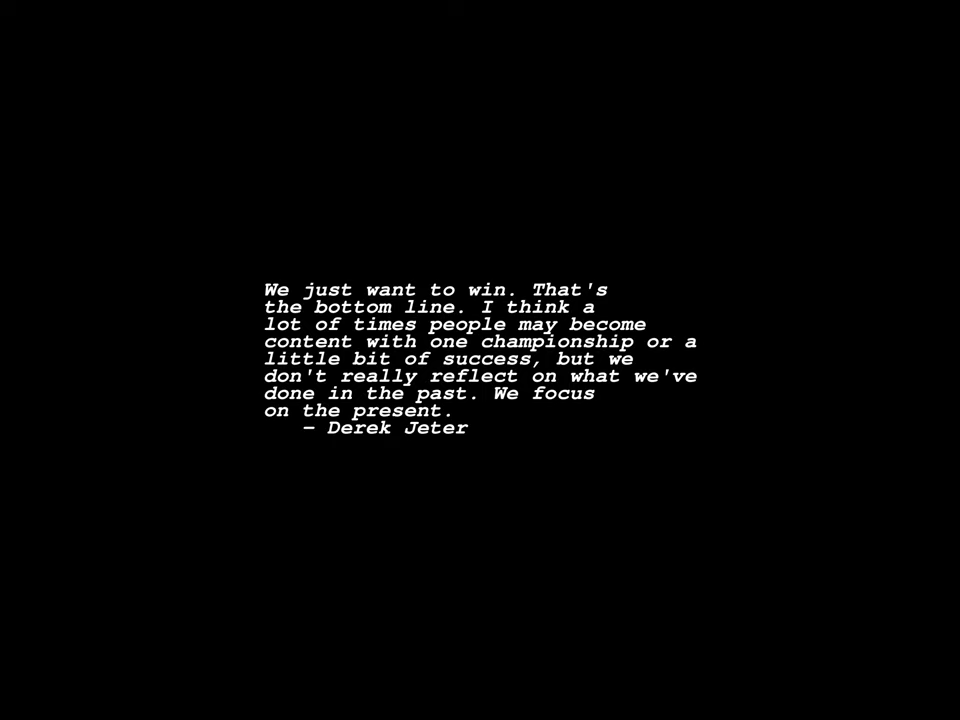 We just want to win. That's
the bottom line. I think a
lot of times people may become
content with one championship or a
little bit of success, but we
don't really reflect on what we've
done in the past. We focus
on the present.
– Derek Jeter